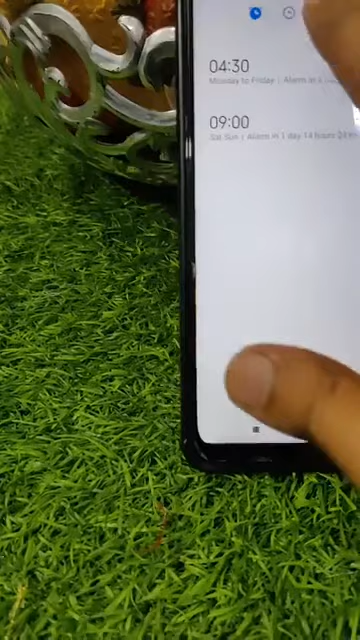 04:30
Monday to Friday | Alarm in
09:00
Sat Sun | Alarm in 1 day 14 hours